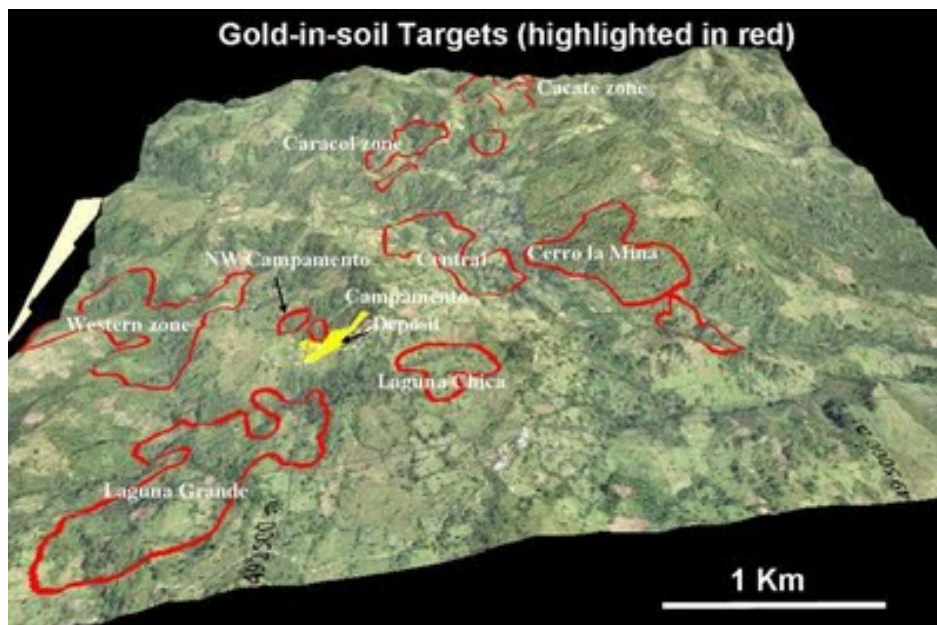 Gold-in-soil Targets (highlighted in red)
Cacate zone
Caracol zone
Central
Cerro la Mina
NW Campamento
Campamento
Deposit
Western zone
Laguna Chica
Laguna Grande
1 Km